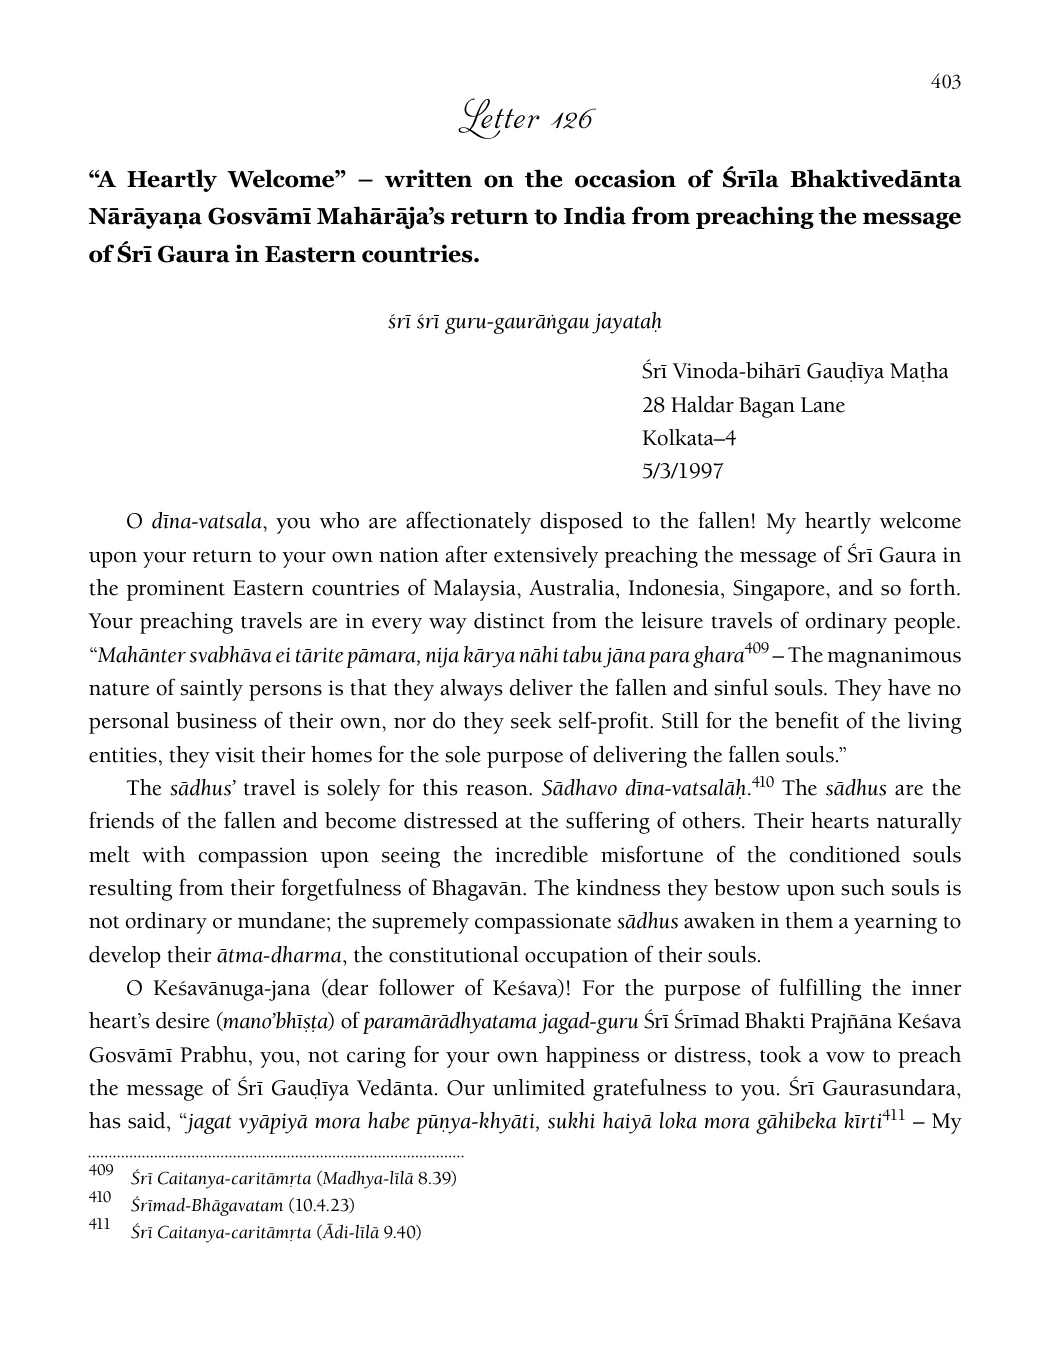 403
Letter 126
“A Heartly Welcome” – written on the occasion of Śrīla Bhaktivedānta
Nārāyaṇa Gosvāmī Mahārāja’s return to India from preaching the message
of Śrī Gaura in Eastern countries.
śrī śrī guru-gaurāṅgau jayataḥ
Śrī Vinoda-bihārī Gauḍīya Maṭha
28 Haldar Bagan Lane
Kolkata–4
5/3/1997
O dīna-vatsala, you who are affectionately disposed to the fallen! My heartly welcome
upon your return to your own nation after extensively preaching the message of Śrī Gaura in
the prominent Eastern countries of Malaysia, Australia, Indonesia, Singapore, and so forth.
Your preaching travels are in every way distinct from the leisure travels of ordinary people.
“Mahānter svabhāva ei tārite pāmara, nija kārya nāhi tabu jāna para ghara409 – The magnanimous
nature of saintly persons is that they always deliver the fallen and sinful souls. They have no
personal business of their own, nor do they seek self-profit. Still for the benefit of the living
entities, they visit their homes for the sole purpose of delivering the fallen souls.”
The sādhus’ travel is solely for this reason. Sādhavo dīna-vatsalāḥ.410 The sādhus are the
friends of the fallen and become distressed at the suffering of others. Their hearts naturally
melt with compassion upon seeing the incredible misfortune of the conditioned souls
resulting from their forgetfulness of Bhagavān. The kindness they bestow upon such souls is
not ordinary or mundane; the supremely compassionate sādhus awaken in them a yearning to
develop their ātma-dharma, the constitutional occupation of their souls.
O Keśavānuga-jana (dear follower of Keśava)! For the purpose of fulfilling the inner
heart’s desire (mano’bhīṣṭa) of paramārādhyatama jagad-guru Śrī Śrīmad Bhakti Prajñāna Keśava
Gosvāmī Prabhu, you, not caring for your own happiness or distress, took a vow to preach
the message of Śrī Gauḍīya Vedānta. Our unlimited gratefulness to you. Śrī Gaurasundara,
has said, “jagat vyāpiyā mora habe pūṇya-khyāti, sukhi haiyā loka mora gāhibeka kīrti411 – My
409 Śrī Caitanya-caritāmṛta (Madhya-līlā 8.39)
410 Śrīmad-Bhāgavatam (10.4.23)
411 Śrī Caitanya-caritāmṛta (Ādi-līlā 9.40)